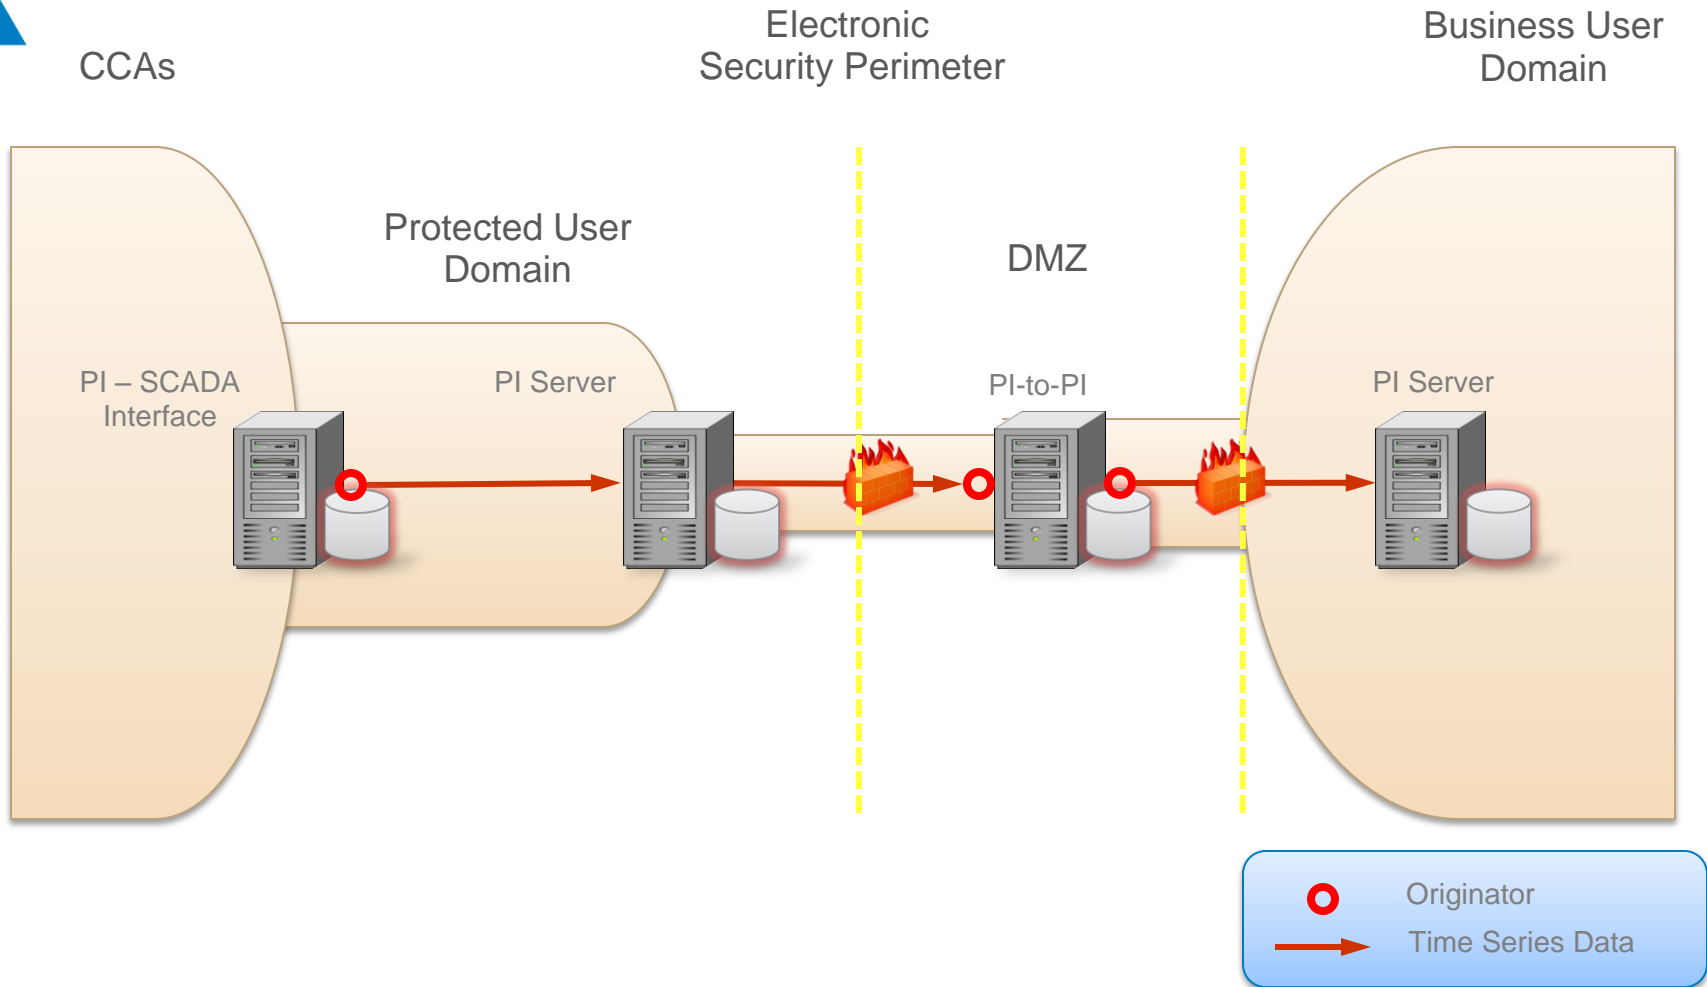 CCAs
Electronic
Security Perimeter
Business User
Domain
Protected User
Domain
DMZ
PI – SCADA
Interface
PI Server
PI-to-PI
PI Server
Originator
Time Series Data